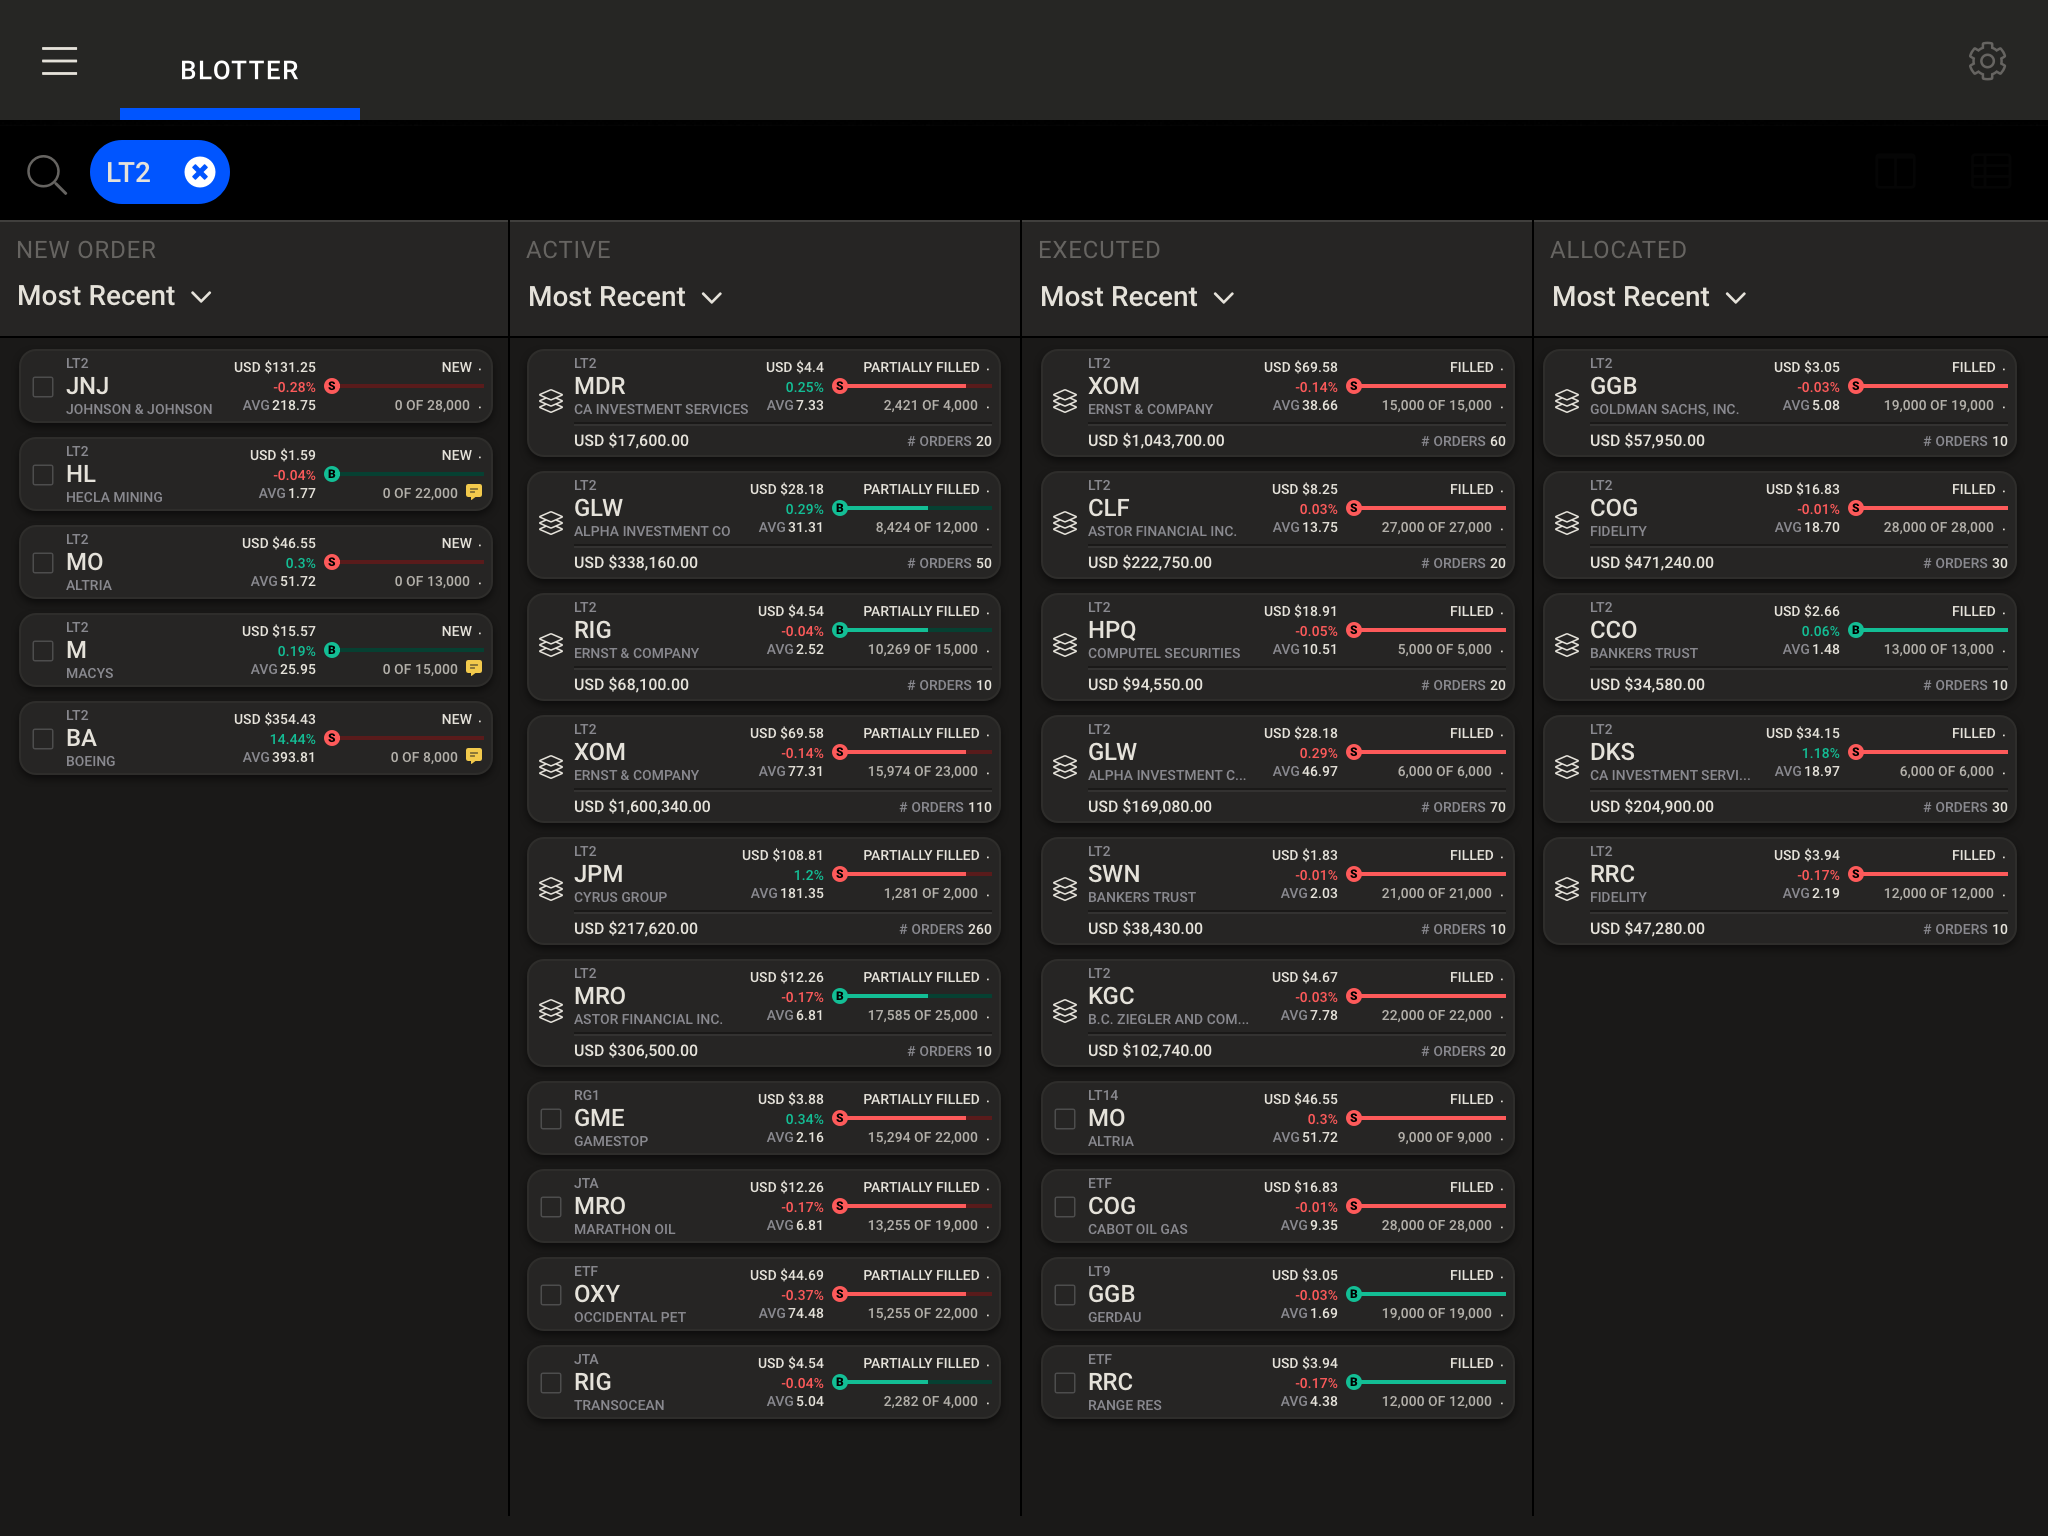 BLOTTER
LT2
NEW ORDER
Most Recent
LT2
JNJ
JOHNSON & JOHNSON
USD $131.25
-0.28%
AVG 218.75
S
NEW
0 OF 28,000
LT2
HL
HECLA MINING
USD $1.59
-0.04%
AVG 1.77
B
NEW
0 OF 22,000
LT2
MO
ALTRIA
USD $46.55
0.3%
AVG 51.72
S
NEW
0 OF 13,000
LT2
M
MACYS
USD $15.57
0.19%
AVG 25.95
B
NEW
0 OF 15,000
LT2
BA
BOEING
USD $354.43
14.44%
AVG 393.81
S
NEW
0 OF 8,000
ACTIVE
Most Recent
LT2
MDR
CA INVESTMENT SERVICES
USD $4.4
0.25%
AVG 7.33
S
PARTIALLY FILLED
2,421 OF 4,000
USD $17,600.00
# ORDERS 20
LT2
GLW
ALPHA INVESTMENT CO
USD $28.18
0.29%
AVG 31.31
B
PARTIALLY FILLED
8,424 OF 12,000
USD $338,160.00
# ORDERS 50
LT2
RIG
ERNST & COMPANY
USD $4.54
-0.04%
AVG 2.52
B
PARTIALLY FILLED
10,269 OF 15,000
USD $68,100.00
# ORDERS 10
LT2
XOM
ERNST & COMPANY
USD $69.58
-0.14%
AVG 77.31
S
PARTIALLY FILLED
15,974 OF 23,000
USD $1,600,340.00
# ORDERS 110
LT2
JPM
CYRUS GROUP
USD $108.81
1.2%
AVG 181.35
S
PARTIALLY FILLED
1,281 OF 2,000
USD $217,620.00
# ORDERS 260
LT2
MRO
ASTOR FINANCIAL INC.
USD $12.26
-0.17%
AVG 6.81
B
PARTIALLY FILLED
17,585 OF 25,000
USD $306,500.00
# ORDERS 10
RG1
GME
GAMESTOP
USD $3.88
0.34%
AVG 2.16
S
PARTIALLY FILLED
15,294 OF 22,000
JTA
MRO
MARATHON OIL
USD $12.26
-0.17%
AVG 6.81
S
PARTIALLY FILLED
13,255 OF 19,000
ETF
OXY
OCCIDENTAL PET
USD $44.69
-0.37%
AVG 74.48
S
PARTIALLY FILLED
15,255 OF 22,000
JTA
RIG
TRANSOCEAN
USD $4.54
-0.04%
AVG 5.04
B
PARTIALLY FILLED
2,282 OF 4,000
EXECUTED
Most Recent
LT2
XOM
ERNST & COMPANY
USD $69.58
-0.14%
AVG 38.66
S
FILLED
15,000 OF 15,000
USD $1,043,700.00
# ORDERS 60
LT2
CLF
ASTOR FINANCIAL INC.
USD $8.25
0.03%
AVG 13.75
S
FILLED
27,000 OF 27,000
USD $222,750.00
# ORDERS 20
LT2
HPQ
COMPUTEL SECURITIES
USD $18.91
-0.05%
AVG 10.51
S
FILLED
5,000 OF 5,000
USD $94,550.00
# ORDERS 20
LT2
GLW
ALPHA INVESTMENT C...
USD $28.18
0.29%
AVG 46.97
S
FILLED
6,000 OF 6,000
USD $169,080.00
# ORDERS 70
LT2
SWN
BANKERS TRUST
USD $1.83
-0.01%
AVG 2.03
S
FILLED
21,000 OF 21,000
USD $38,430.00
# ORDERS 10
LT2
KGC
B.C. ZIEGLER AND COM...
USD $4.67
-0.03%
AVG 7.78
S
FILLED
22,000 OF 22,000
USD $102,740.00
# ORDERS 20
LT14
MO
ALTRIA
USD $46.55
0.3%
AVG 51.72
S
FILLED
9,000 OF 9,000
ETF
COG
CABOT OIL GAS
USD $16.83
-0.01%
AVG 9.35
S
FILLED
28,000 OF 28,000
LT9
GGB
GERDAU
USD $3.05
-0.03%
AVG 1.69
B
FILLED
19,000 OF 19,000
ETF
RRC
RANGE RES
USD $3.94
-0.17%
AVG 4.38
B
FILLED
12,000 OF 12,000
ALLOCATED
Most Recent
LT2
GGB
GOLDMAN SACHS, INC.
USD $3.05
-0.03%
AVG 5.08
S
FILLED
19,000 OF 19,000
USD $57,950.00
# ORDERS 10
LT2
COG
FIDELITY
USD $16.83
-0.01%
AVG 18.70
S
FILLED
28,000 OF 28,000
USD $471,240.00
# ORDERS 30
LT2
CCO
BANKERS TRUST
USD $2.66
0.06%
AVG 1.48
B
FILLED
13,000 OF 13,000
USD $34,580.00
# ORDERS 10
LT2
DKS
CA INVESTMENT SERVI...
USD $34.15
1.18%
AVG 18.97
S
FILLED
6,000 OF 6,000
USD $204,900.00
# ORDERS 30
LT2
RRC
FIDELITY
USD $3.94
-0.17%
AVG 2.19
S
FILLED
12,000 OF 12,000
USD $47,280.00
# ORDERS 10